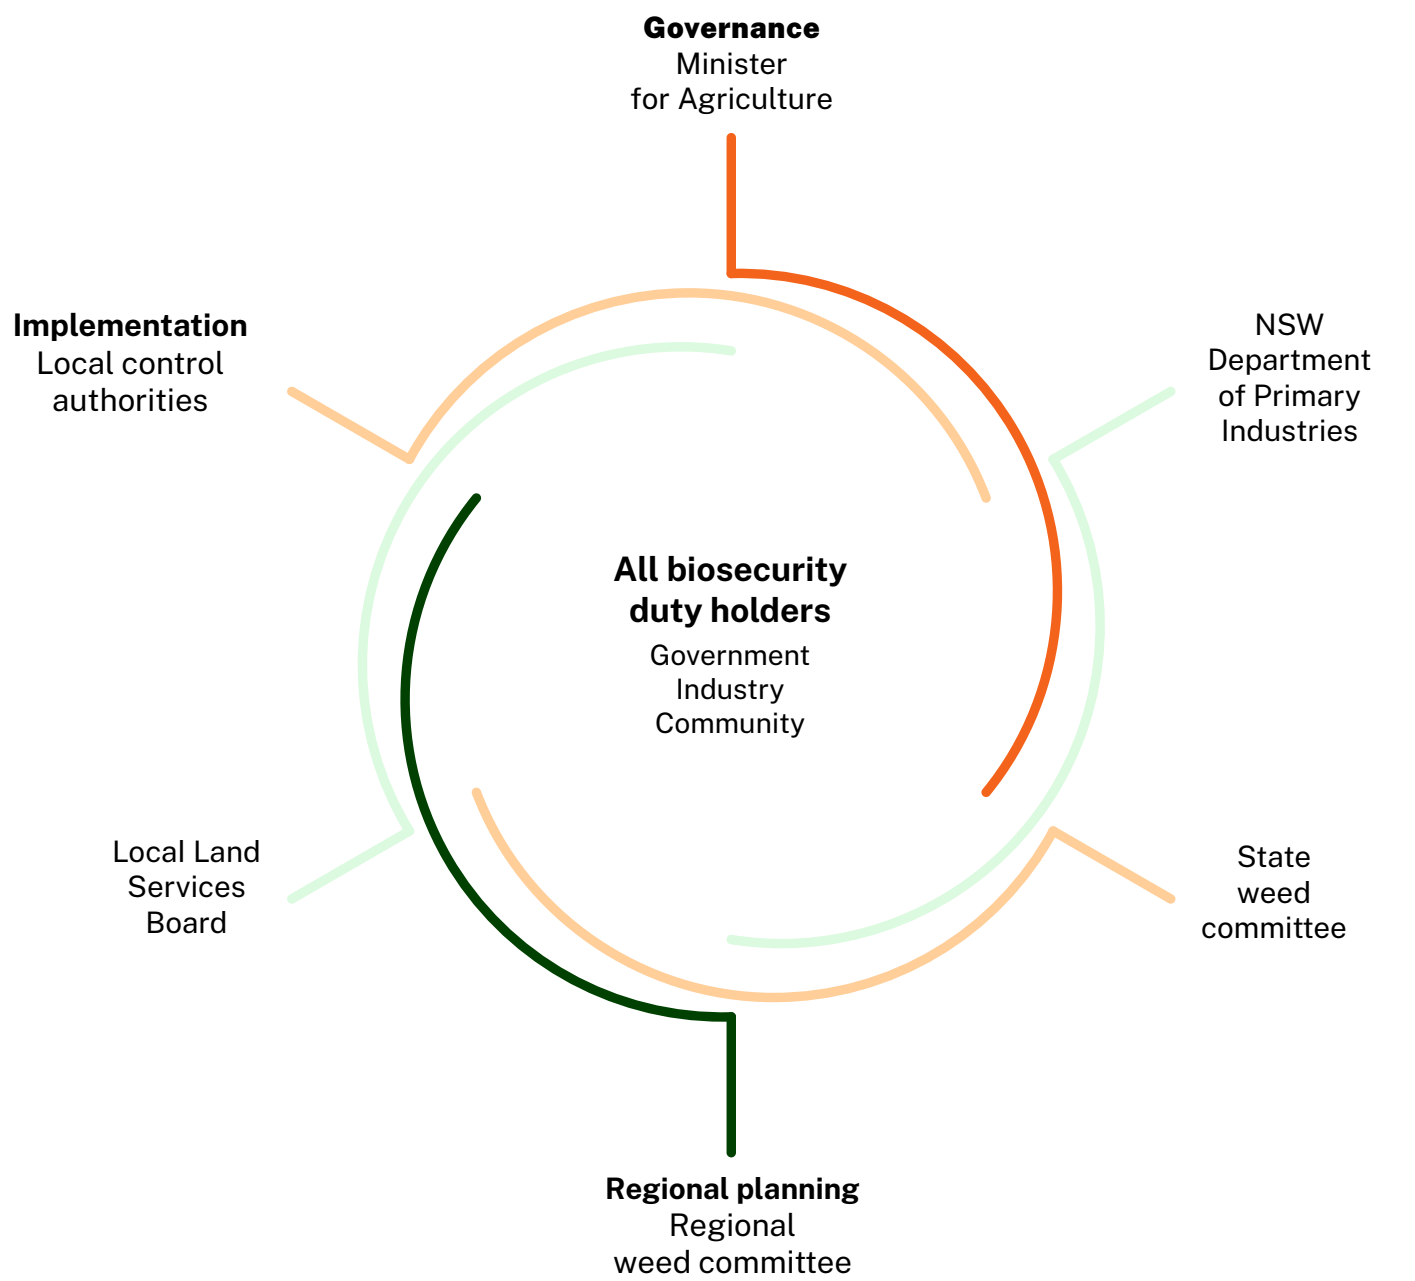 Governance
Minister
for Agriculture
Implementation
Local control
authorities
NSW
Department
of Primary
Industries
All biosecurity
duty holders
Government
Industry
Community
Local Land
Services
Board
State
weed
committee
Regional planning
Regional
weed committee